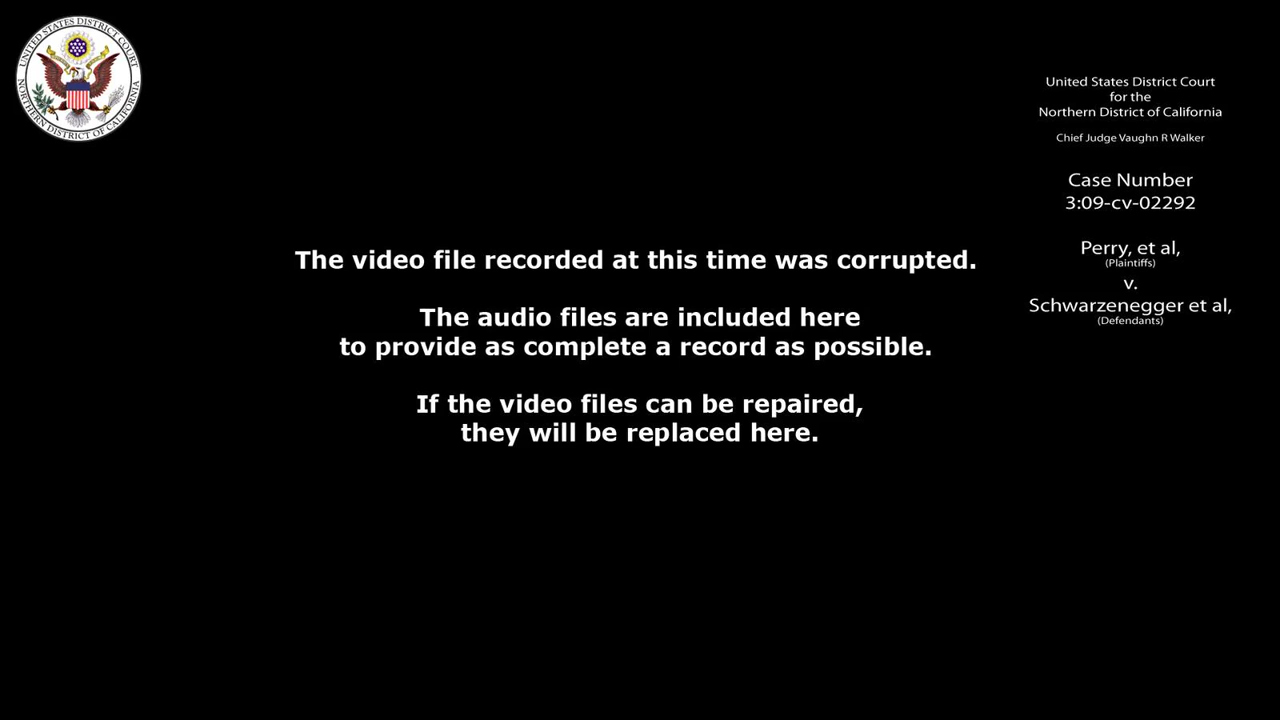 UNITED STATES DISTRICT COURT
NORTHERN DISTRICT OF CALIFORNIA
United States District Court
for the
Northern District of California
Chief Judge Vaughn R Walker
Case Number
3:09-cv-02292
Perry, et al,
(Plaintiffs)
v.
Schwarzenegger et al,
(Defendants)
The video file recorded at this time was corrupted.
The audio files are included here
to provide as complete a record as possible.
If the video files can be repaired,
they will be replaced here.